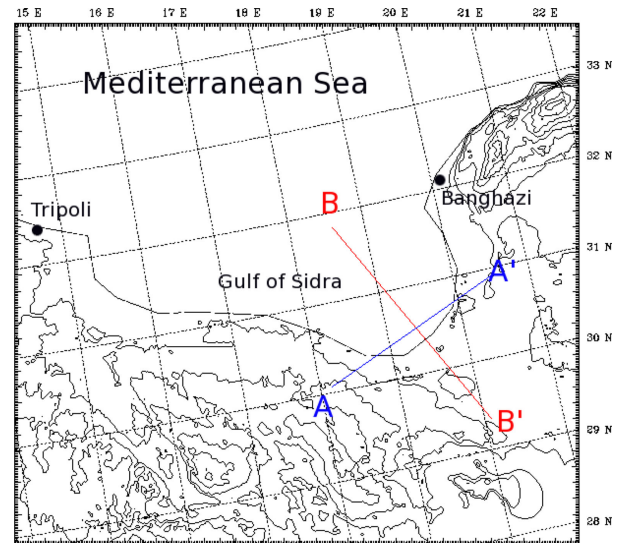 15 E 16 E 17 E 18 E 19 E 20 E 21 E 22 E
33 N
Mediterranean Sea
32 N
Banghazi
B
Tripoli
31 N
A'
Gulf of Sidra
30 N
A
B'
29 N
28 N